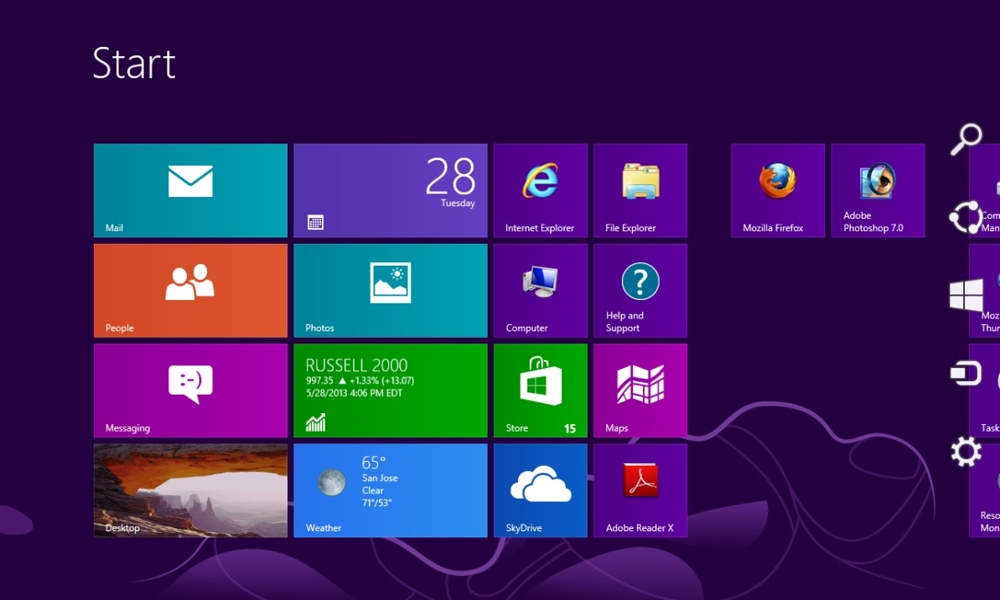 Start
Mail
28
Tuesday
Internet Explorer
File Explorer
Mozilla Firefox
Adobe
Photoshop 7.0
Com
Man
People
Photos
Computer
Help and
Support
Moz
Thur
Messaging
:-)
RUSSELL 2000
997.35 ▲ +1.33% (+13.07)
5/28/2013 4:06 PM EDT
Store
15
Maps
Task
Desktop
65°
San Jose
Clear
71°/53°
Weather
SkyDrive
Adobe Reader X
Reso
Mon